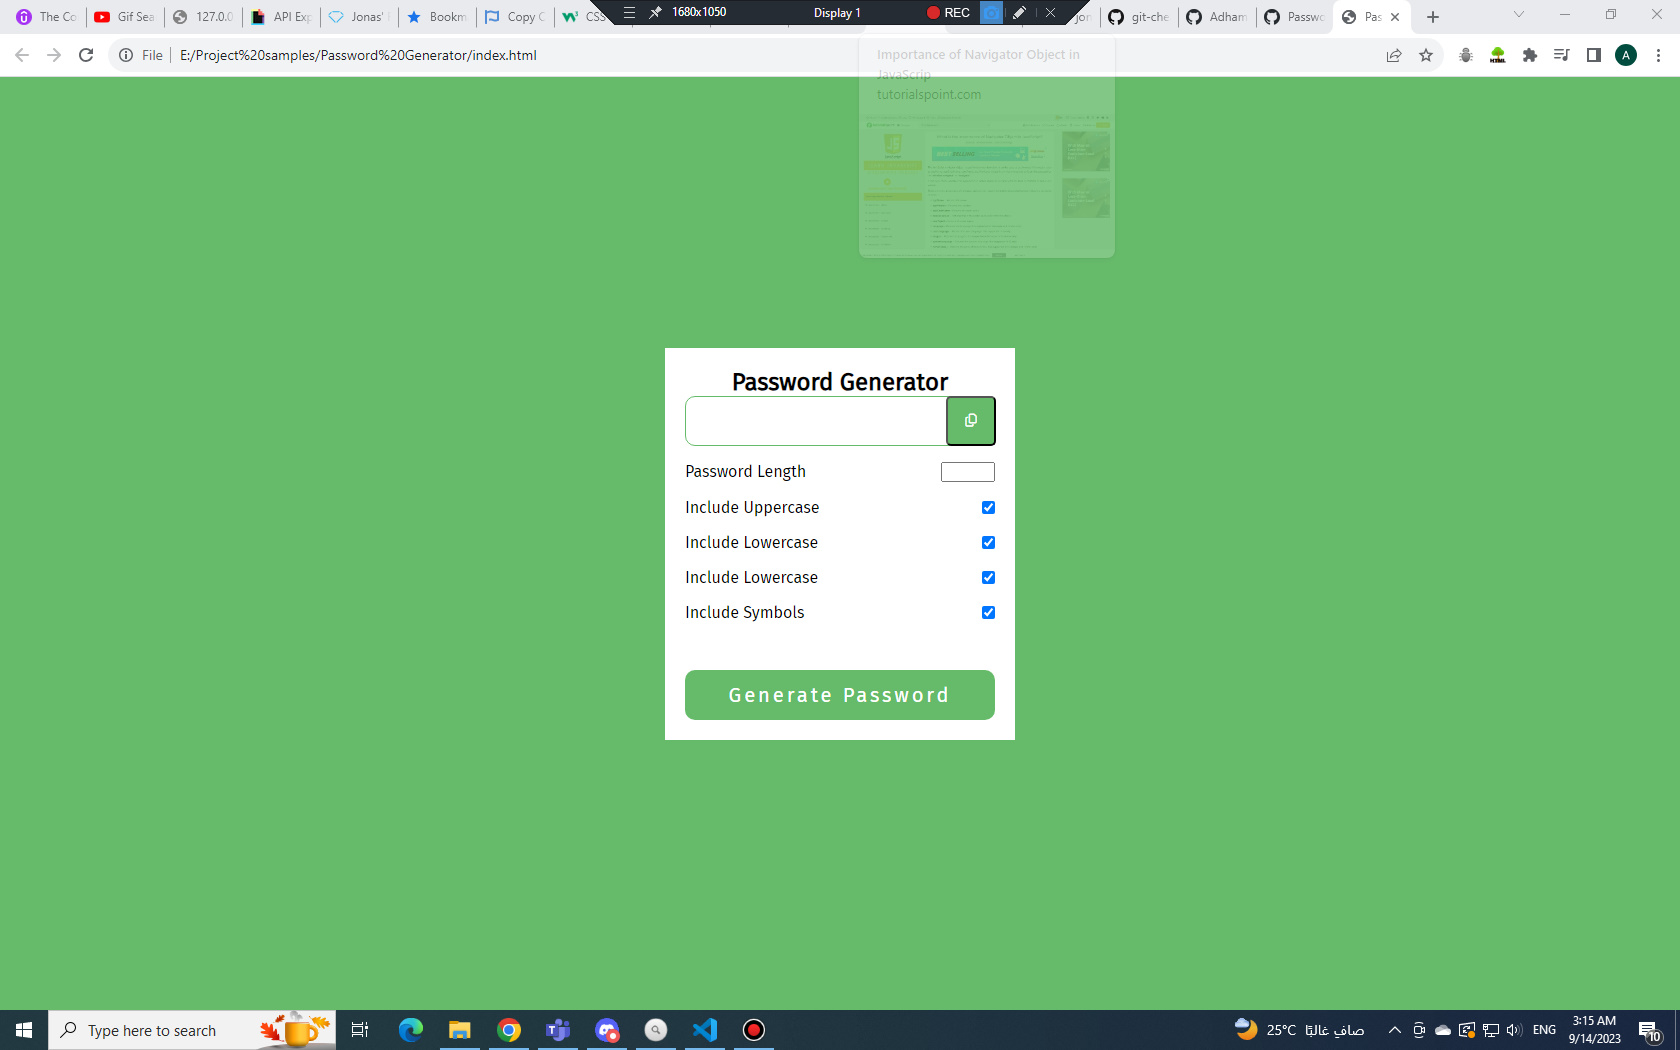 The Co
Gif Sea
127.0.0
API Exp
Jonas'
Bookm
Copy C
CSS
1680x1050
Display 1
REC
jon
git-che
Adham
Passwo
Pas
File
E:/Project%20samples/Password%20Generator/index.html
A
Importance of Navigator Object in
JavaScrip
tutorialspoint.com
Password Generator
Password Length
Include Uppercase
Include Lowercase
Include Lowercase
Include Symbols
Generate Password
Type here to search
25°C
صافٍ غالبًا
ENG
3:15 AM
9/14/2023
10